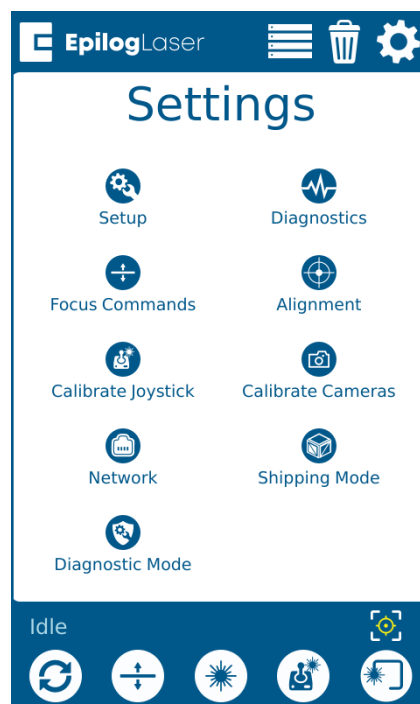 EpilogLaser
Settings
Setup
Diagnostics
Focus Commands
Alignment
Calibrate Joystick
Calibrate Cameras
Network
Shipping Mode
Diagnostic Mode
Idle